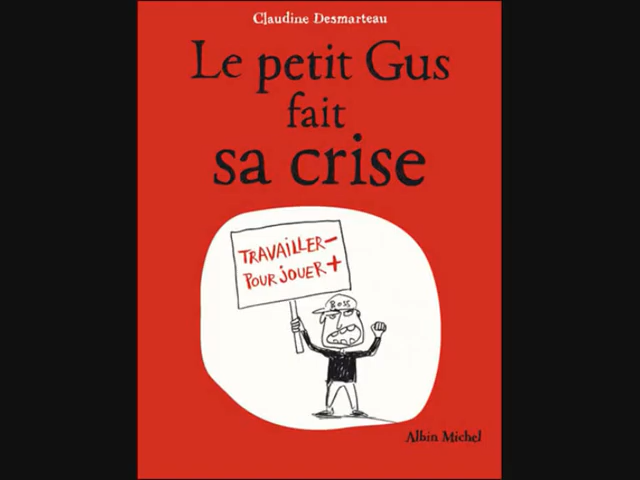 Claudine Desmarteau
Le petit Gus
fait
sa crise
TRAVAILLER-
POUR JOUER+
BOSS
Albin Michel